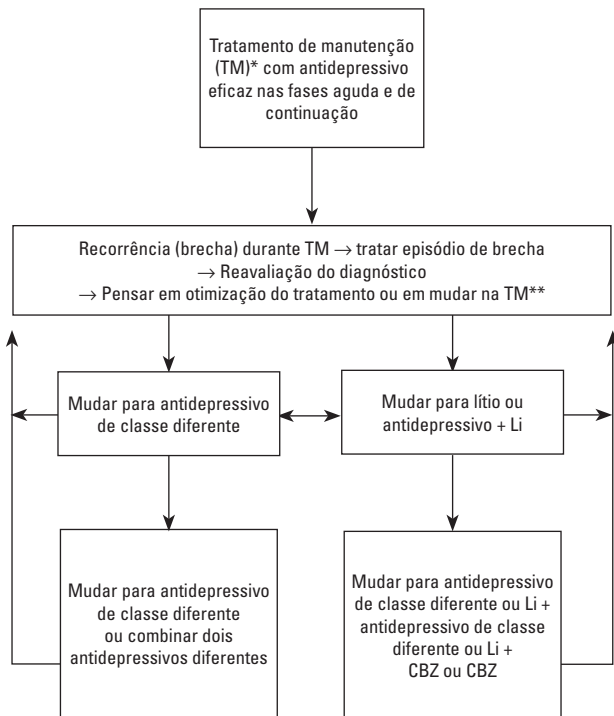 Tratamento de manutenção
(TM)* com antidepressivo
eficaz nas fases aguda e de
continuação
Recorrência (brecha) durante TM → tratar episódio de brecha
→ Reavaliação do diagnóstico
→ Pensar em otimização do tratamento ou em mudar na TM**
Mudar para antidepressivo
de classe diferente
Mudar para lítio ou
antidepressivo + Li
Mudar para antidepressivo
de classe diferente
ou combinar dois
antidepressivos diferentes
Mudar para antidepressivo
de classe diferente ou Li +
antidepressivo de classe
diferente ou Li +
CBZ ou CBZ